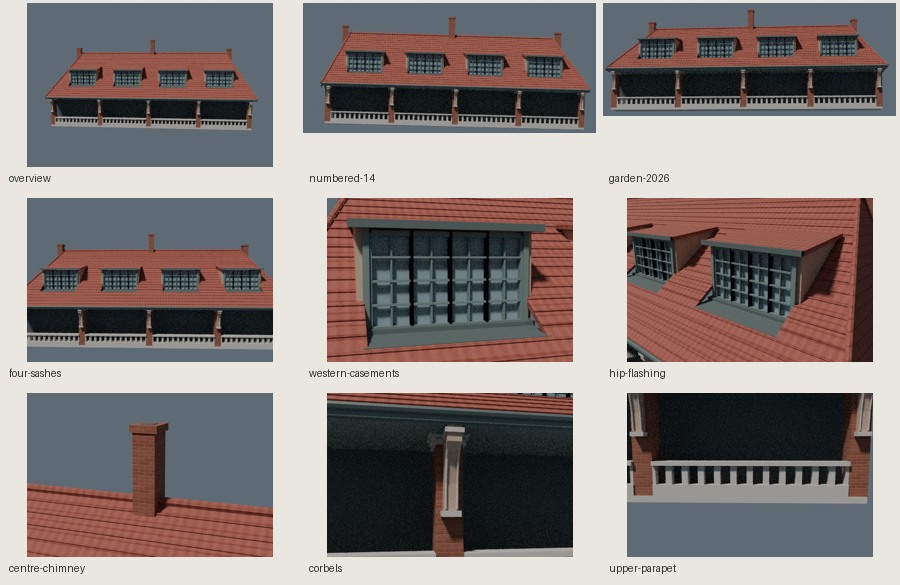 overview
numbered-14
garden-2026
four-sashes
western-casements
hip-flashing
centre-chimney
corbels
upper-parapet